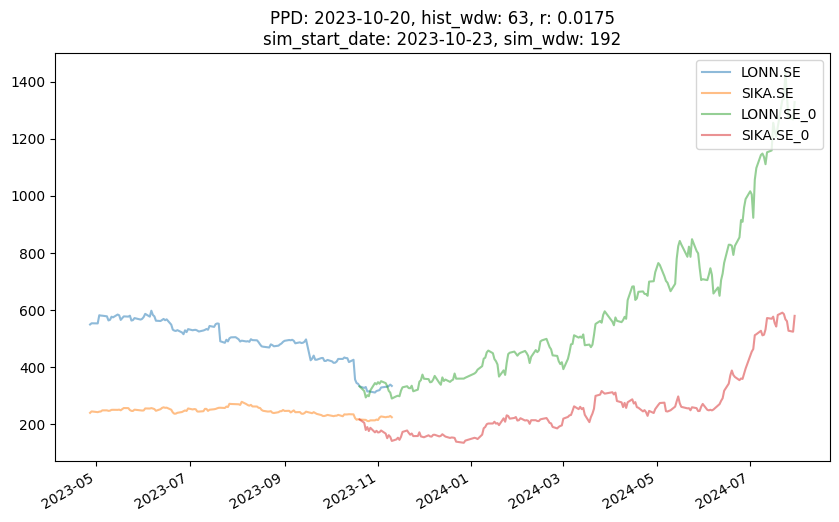 PPD: 2023-10-20, hist_wdw: 63, r: 0.0175
sim_start_date: 2023-10-23, sim_wdw: 192
LONN.SE
SIKA.SE
LONN.SE_0
SIKA.SE_0
1400
1200
1000
800
600
400
200
2023-05
2023-07
2023-09
2023-11
2024-01
2024-03
2024-05
2024-07